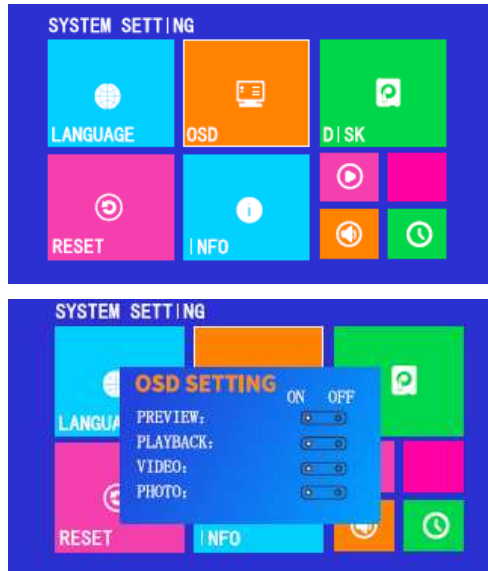 SYSTEM SETTING
LANGUAGE OSD DISK
RESET INFO
SYSTEM SETTING
OSD SETTING
ON OFF
PREVIEW:
LANGUA
PLAYBACK:
VIDEO:
PHOTO:
RESET INFO